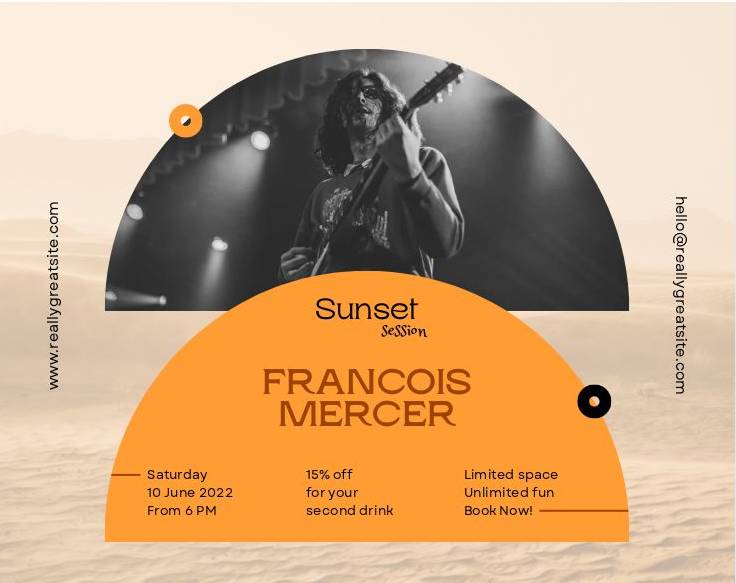 www.reallygreatsite.com
hello@reallygreatsite.com
Sunset
Session
FRANCOIS
MERCER
Saturday
10 June 2022
From 6 PM
15% off
for your
second drink
Limited space
Unlimited fun
Book Now!